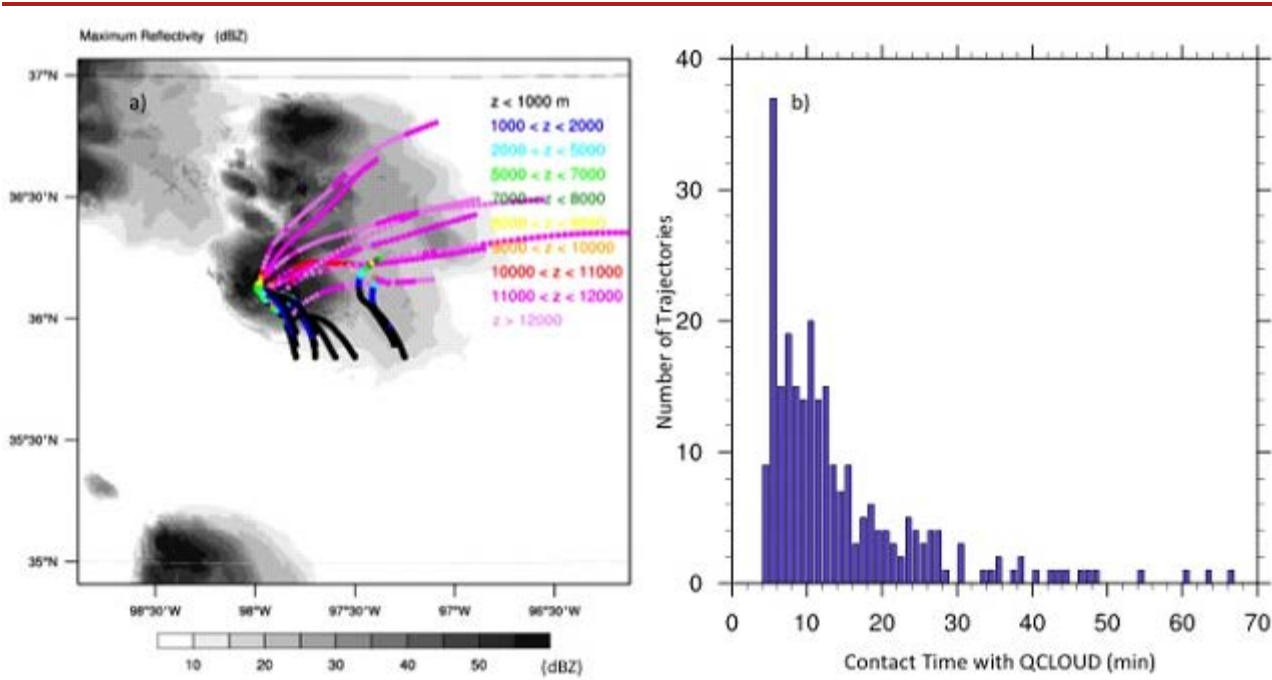 Maximum Reflectivity (dBZ)
a)
37°N
36°30'N
36°N
35°30'N
35°N
98°30'W
98°W
97°30'W
97°W
96°30'W
z < 1000 m
1000 < z < 2000
2000 < z < 5000
5000 < z < 7000
7000 < z < 8000
< z <
9000 < z < 10000
10000 < z < 11000
11000 < z < 12000
z > 12000
10 20 30 40 50 (dBZ)
b)
Number of Trajectories
40
30
20
10
0
0 10 20 30 40 50 60 70
Contact Time with QCLOUD (min)